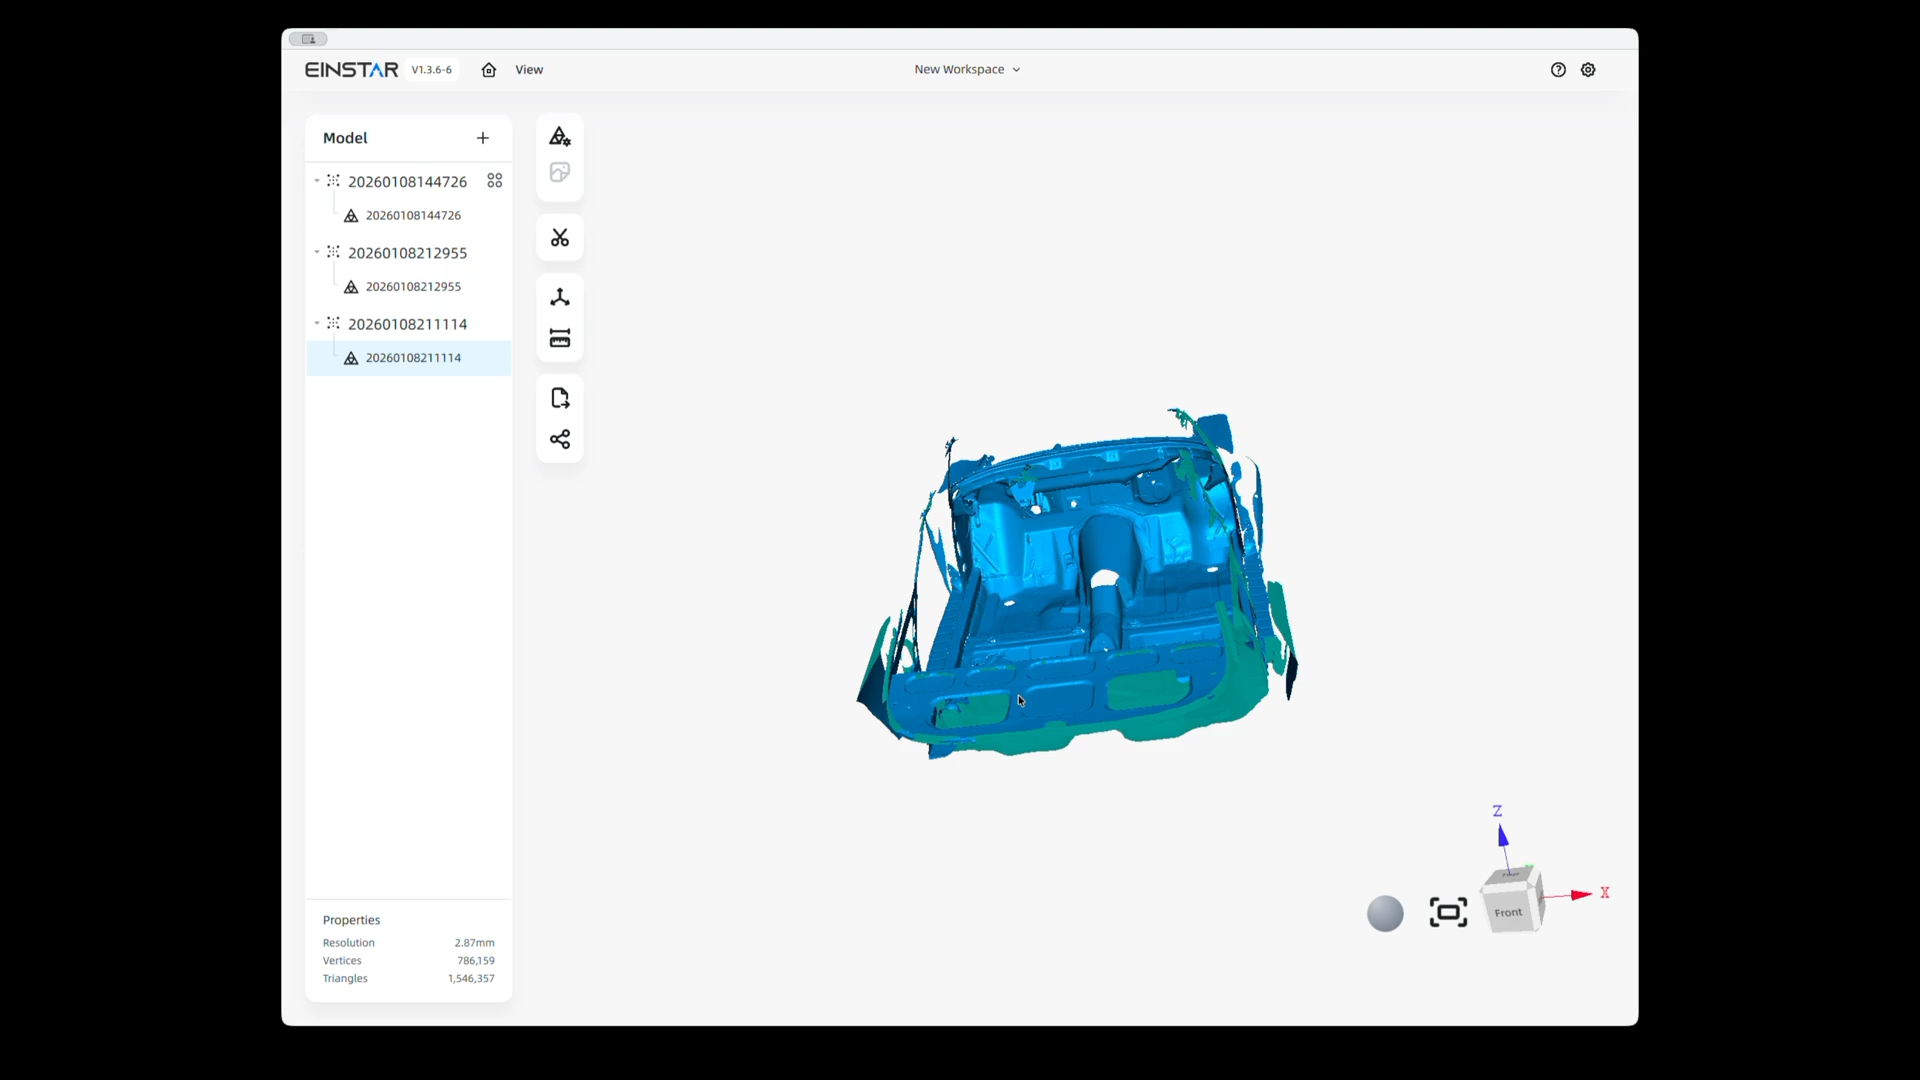 EINSTAR V1.3.6-6 View New Workspace
Model
20260108144726
20260108144726
20260108212955
20260108212955
20260108211114
20260108211114
Properties
Resolution 2.87mm
Vertices 786,159
Triangles 1,546,357
Z
X
Front